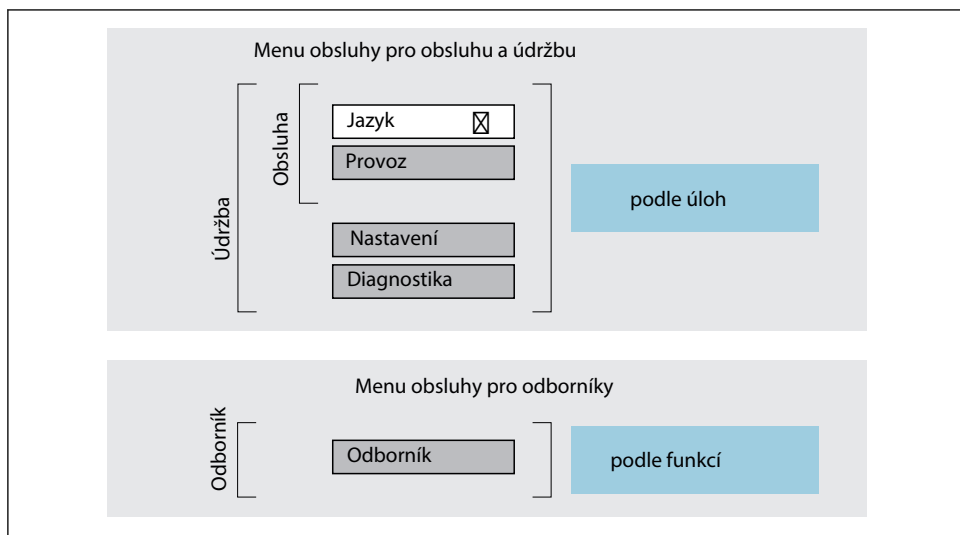 Menu obsluhy pro obsluhu a údržbu
Údržba
Obsluha
Jazyk
Provoz
Nastavení
Diagnostika
podle úloh
Menu obsluhy pro odborníky
Odborník
Odborník
podle funkcí